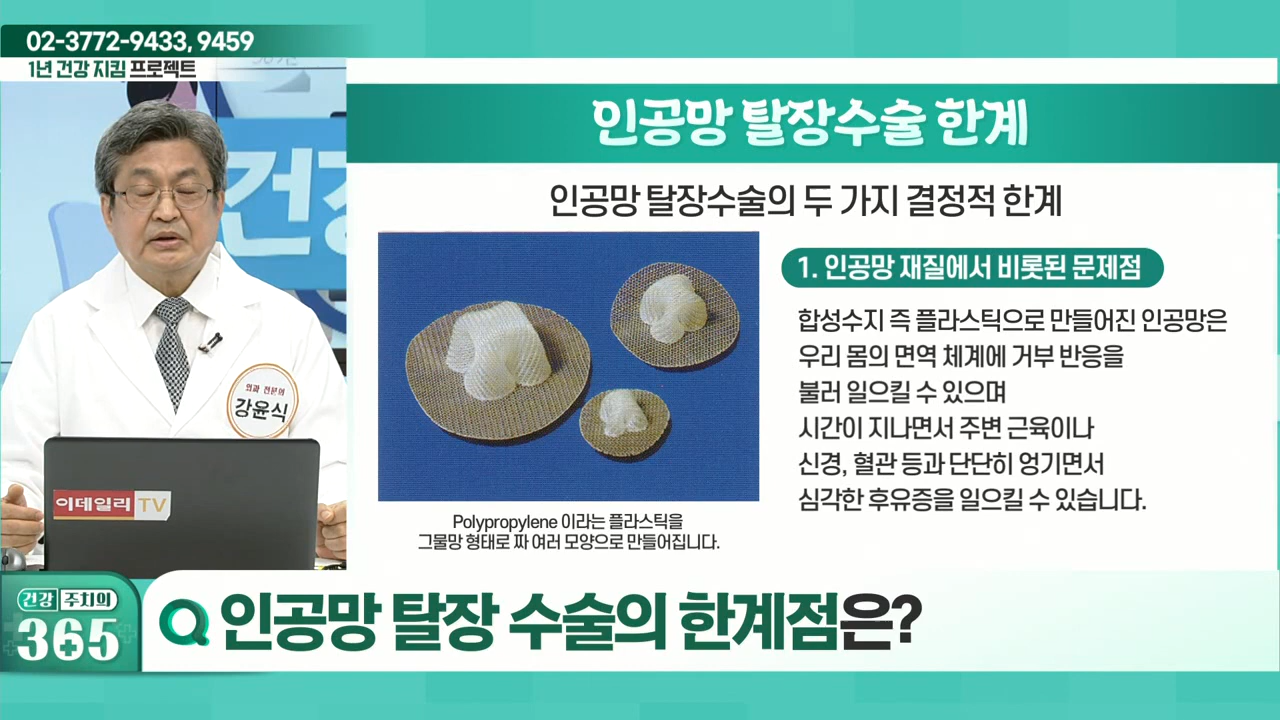 02-3772-9433, 9459
1년 건강 지킴 프로젝트
인공망 탈장수술 한계
인공망 탈장수술의 두 가지 결정적 한계
1. 인공망 재질에서 비롯된 문제점
합성수지 즉 플라스틱으로 만들어진 인공망은
우리 몸의 면역 체계에 거부 반응을
불러 일으킬 수 있으며
시간이 지나면서 주변 근육이나
신경, 혈관 등과 단단히 엉기면서
심각한 후유증을 일으킬 수 있습니다.
Polypropylene 이라는 플라스틱을
그물망 형태로 짜 여러 모양으로 만들어집니다.
건
외과 전문의
강윤식
이데일리 TV
건강 주치의
365
Q 인공망 탈장 수술의 한계점은?